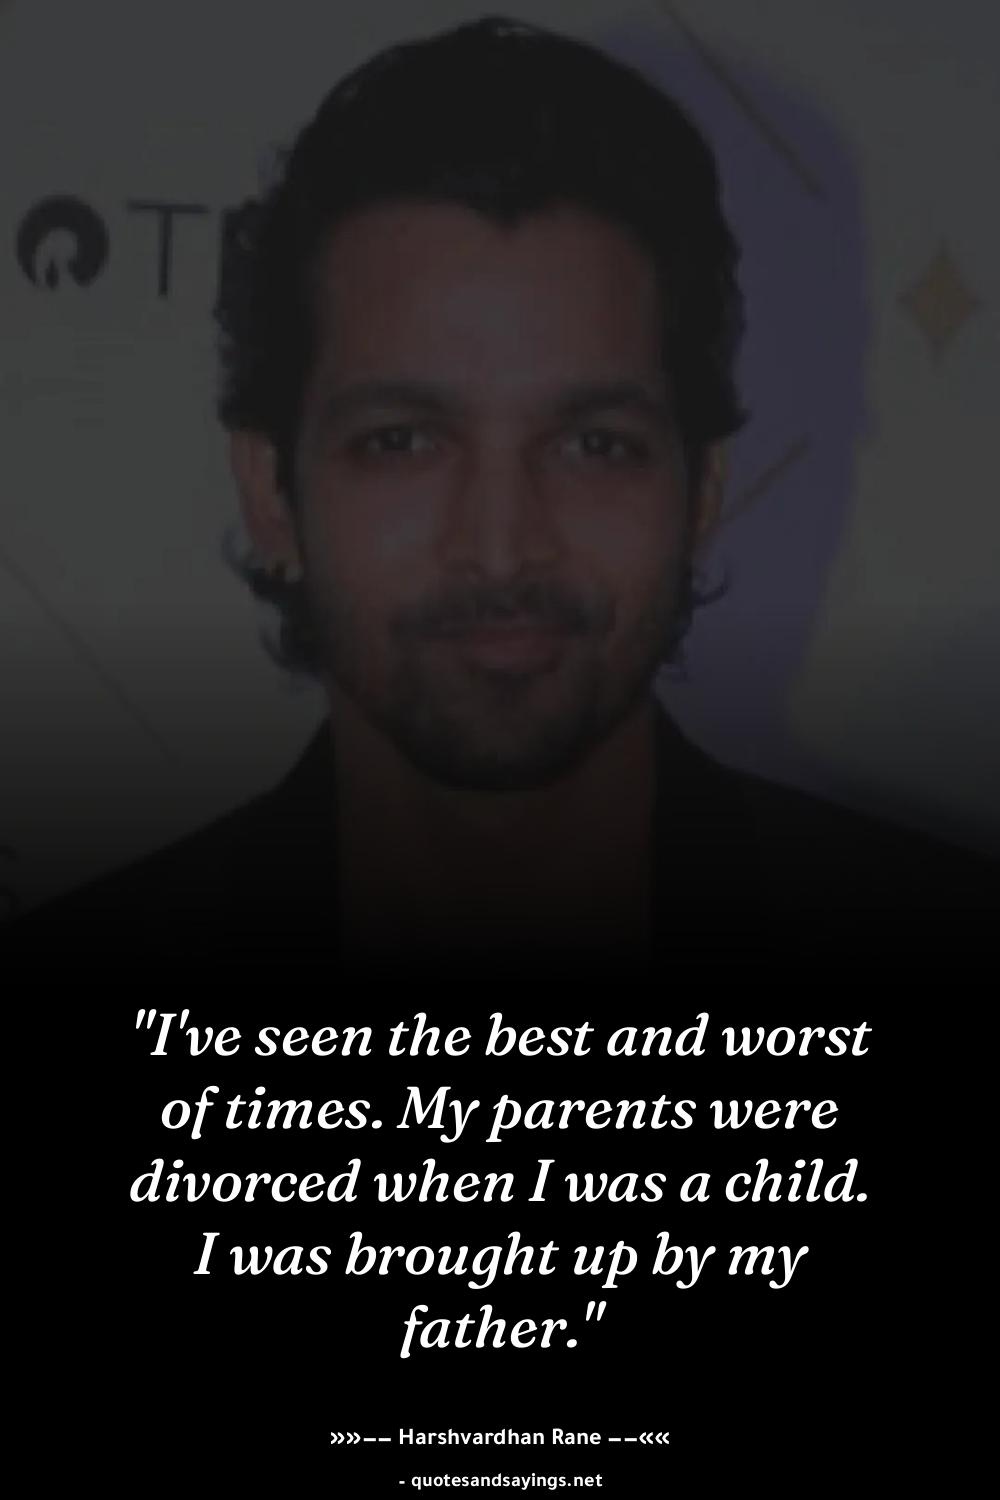 T
"I've seen the best and worst
of times. My parents were
divorced when I was a child.
I was brought up by my
father."
»»-- Harshvardhan Rane --««
- quotesandsayings.net